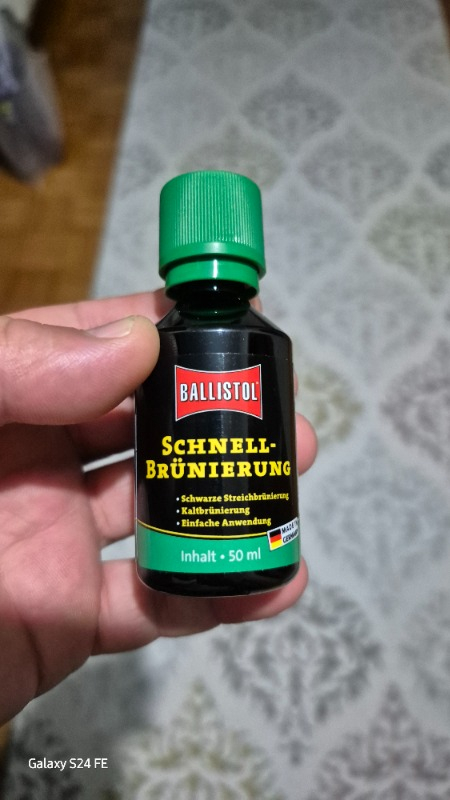 BALLISTOL
SCHNELL-
BRÜNIERUNG
• Schwarze Streichbrünierung
• Kaltbrünierung
• Einfache Anwendung
MADE IN
GERMANY
Inhalt • 50 ml
Galaxy S24 FE